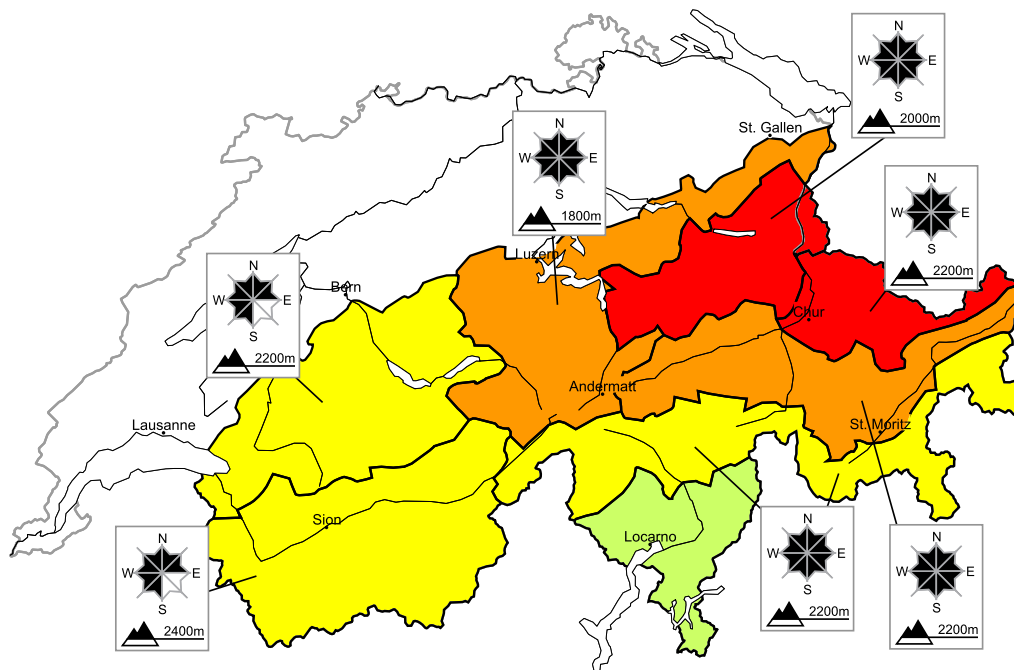 N
W E
S
2000m
St. Gallen
N
W E
S
1800m
N
W E
S
2200m
Luzern
Bern
N
W E
S
2200m
Chur
Andermatt
Lausanne
St. Moritz
Sion
Locarno
N
W E
S
2400m
N
W E
S
2200m
N
W E
S
2200m